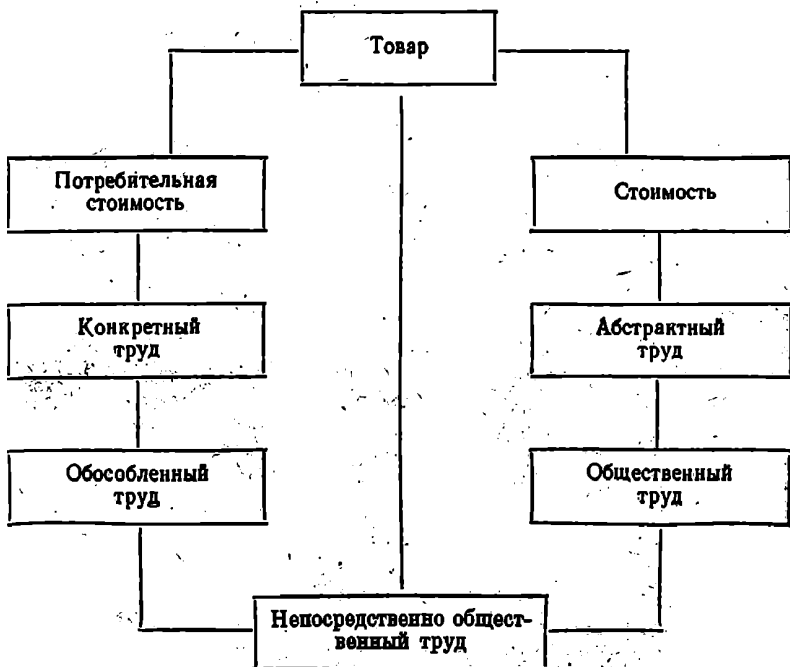 Товар
Потребительная
стоимость
Стоимость
Конкретный
труд
Абстрактный
труд
Обособленный
труд
Общественный
труд
Непосредственно общест-
венный труд